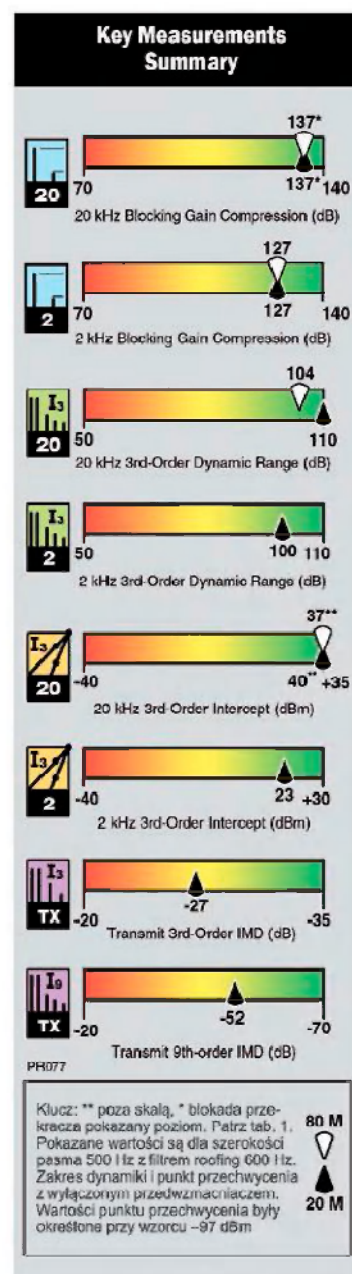 Key Measurements
Summary
137*
20
70
137*
140
20 kHz Blocking Gain Compression (dB)
127
2
70
127
140
2 kHz Blocking Gain Compression (dB)
104
I3
20
50
110
20 kHz 3rd-Order Dynamic Range (dB)
I3
2
50
100
110
2 kHz 3rd-Order Dynamic Range (dB)
37**
I3
20
-40
40**
+35
20 kHz 3rd-Order Intercept (dBm)
I3
2
-40
23
+30
2 kHz 3rd-Order Intercept (dBm)
I3
TX
-20
-27
-35
Transmit 3rd-Order IMD (dB)
I9
TX
-20
-52
-70
Transmit 9th-order IMD (dB)
PR077
Klucz: ** poza skalą, * blokada prze-
kracza pokazany poziom. Patrz tab. 1.
Pokazane wartości są dla szerokości
pasma 500 Hz z filtrem roofing 600 Hz.
Zakres dynamiki i punkt przechwycenia
z wyłączonym przedwzmacniaczem.
Wartości punktu przechwycenia były
określone przy wzorcu –97 dBm
80 M
20 M